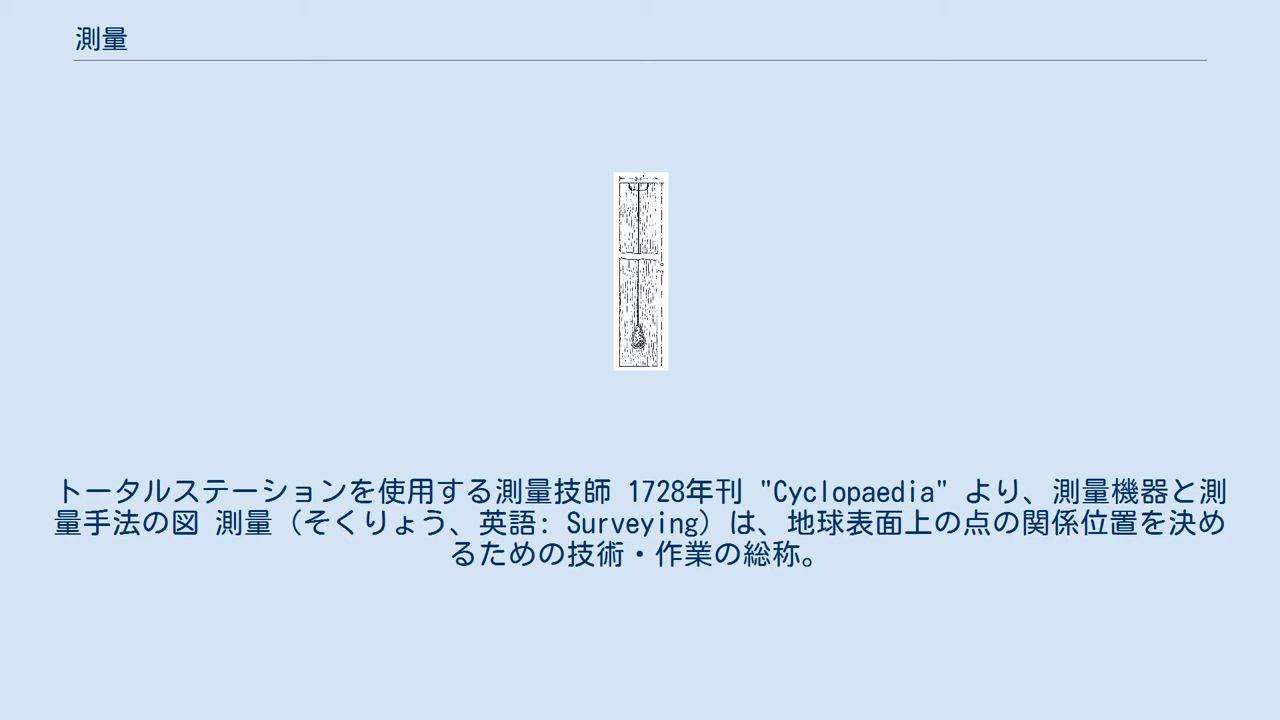 測量
トータルステーションを使用する測量技師 1728年刊 "Cyclopaedia" より、測量機器と測
量手法の図 測量（そくりょう、英語: Surveying）は、地球表面上の点の関係位置を決め
るための技術・作業の総称。